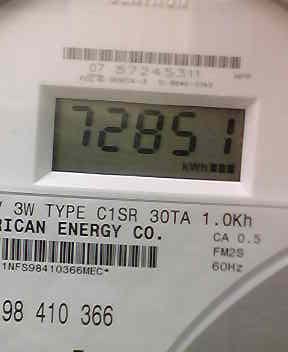 07 57245311
72851
kWh
3W TYPE C1SR 30TA 1.0Kh
RICAN ENERGY CO.
CA 0.5
FM2S
1NFS98410366MEC*
60Hz
98 410 366